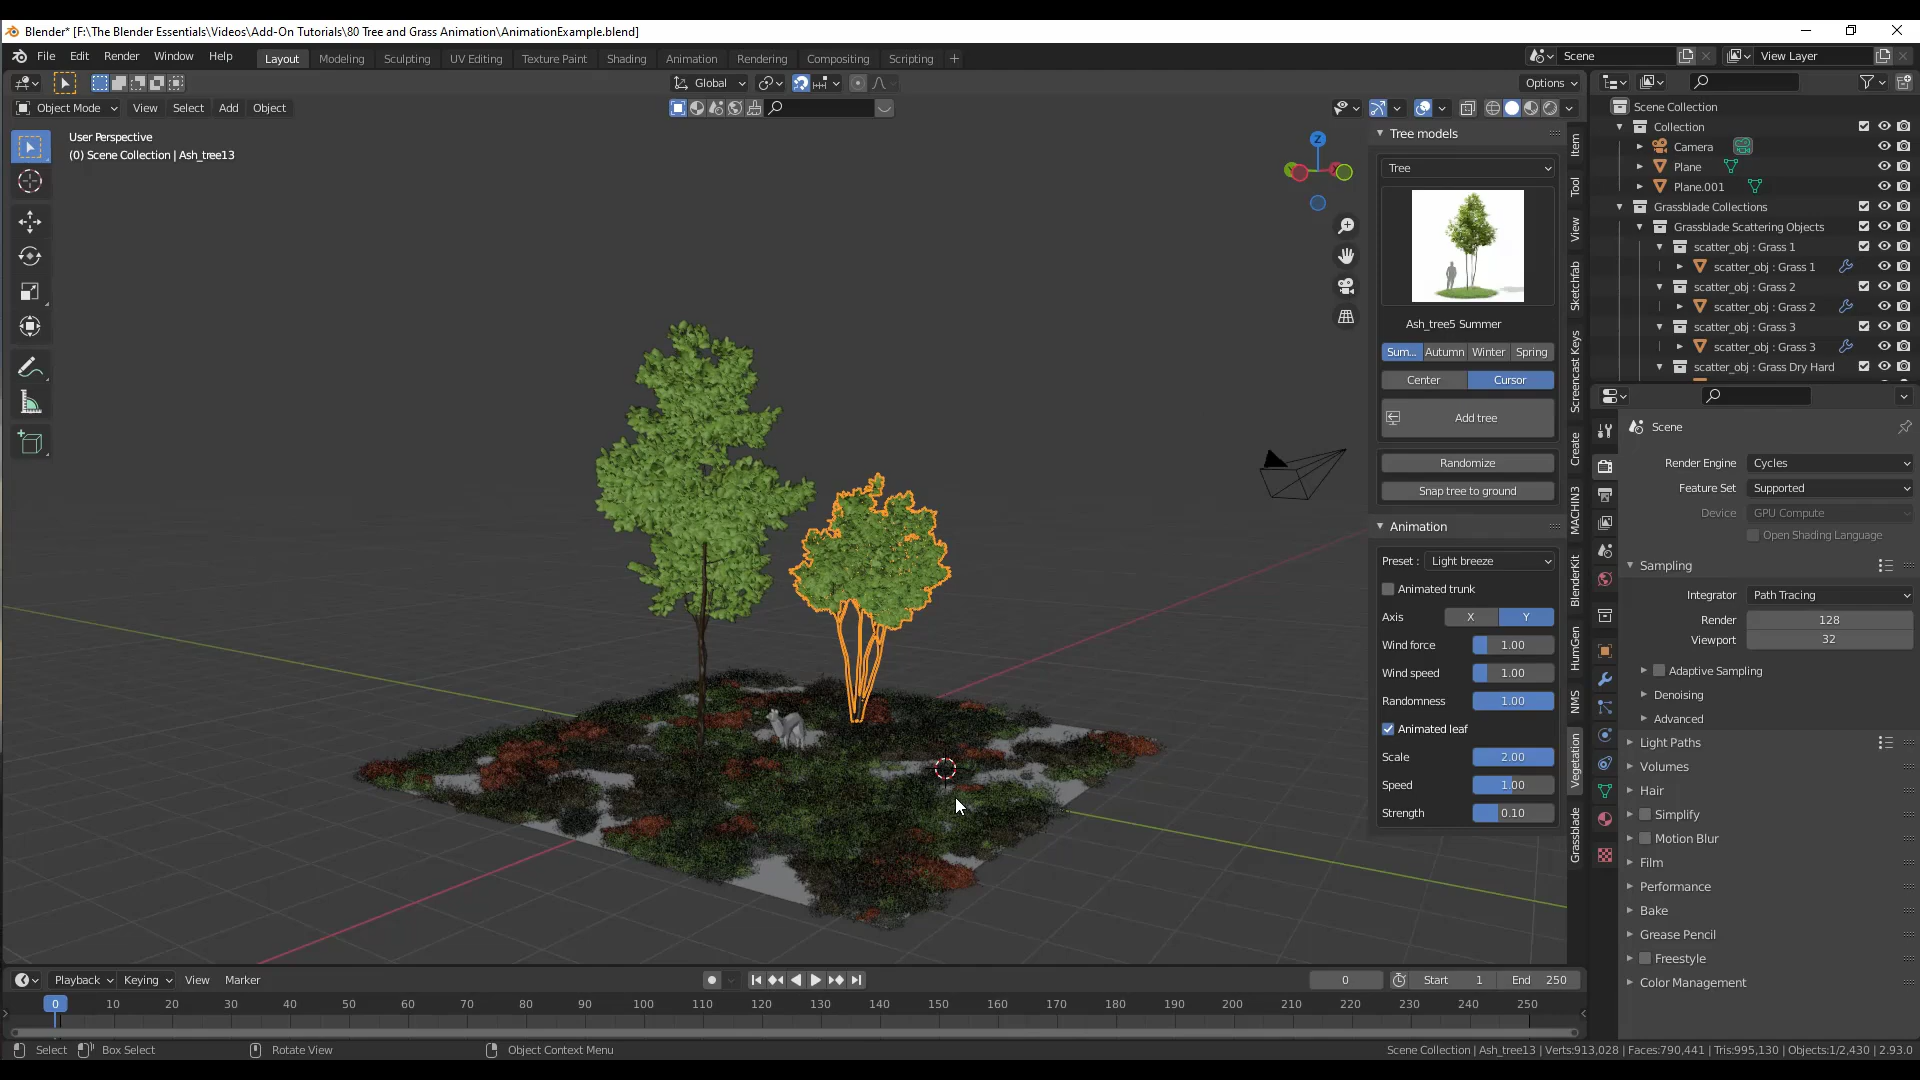 Blender* [F:\The Blender Essentials\Videos\Add-On Tutorials\80 Tree and Grass Animation\AnimationExample.blend]
File Edit Render Window Help Layout Modeling Sculpting UV Editing Texture Paint Shading Animation Rendering Compositing Scripting + Scene View Layer
Global Options
Object Mode View Select Add Object
User Perspective
(0) Scene Collection | Ash_tree13
Z
Tree models
Tree
Ash_tree5 Summer
Sum... Autumn Winter Spring
Center Cursor
Add tree
Randomize
Snap tree to ground
Animation
Preset : Light breeze
Animated trunk
Axis X Y
Wind force 1.00
Wind speed 1.00
Randomness 1.00
Animated leaf
Scale 2.00
Speed 1.00
Strength 0.10
Item
Tool
View
Sketchfab
Screencast Keys
Create
MACHIN3
BlenderKit
HumGen
NMS
Vegetation
Grassblade
Scene Collection
Collection
Camera
Plane
Plane.001
Grassblade Collections
Grassblade Scattering Objects
scatter_obj : Grass 1
scatter_obj : Grass 1
scatter_obj : Grass 2
scatter_obj : Grass 2
scatter_obj : Grass 3
scatter_obj : Grass 3
scatter_obj : Grass Dry Hard
Scene
Render Engine Cycles
Feature Set Supported
Device GPU Compute
Open Shading Language
Sampling
Integrator Path Tracing
Render 128
Viewport 32
Adaptive Sampling
Denoising
Advanced
Light Paths
Volumes
Hair
Simplify
Motion Blur
Film
Performance
Bake
Grease Pencil
Freestyle
Color Management
Playback Keying View Marker 0 Start 1 End 250
0 10 20 30 40 50 60 70 80 90 100 110 120 130 140 150 160 170 180 190 200 210 220 230 240 250
Select Box Select Rotate View Object Context Menu Scene Collection | Ash_tree13 | Verts:913,028 | Faces:790,441 | Tris:995,130 | Objects:1/2,430 | 2.93.0